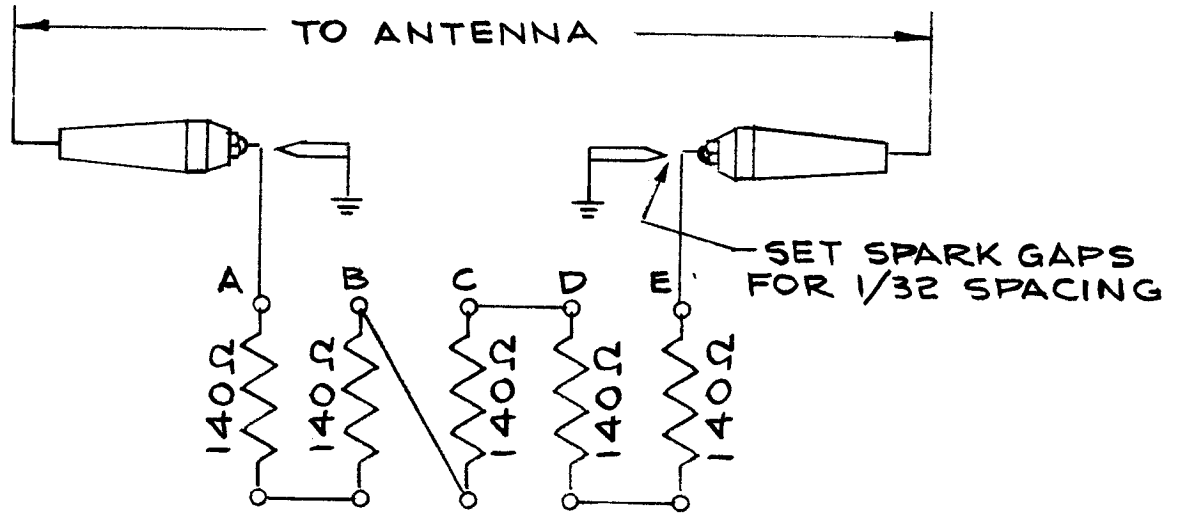 TO ANTENNA
SET SPARK GAPS
FOR 1/32 SPACING
A B C D E
140Ω 140Ω 140Ω 140Ω 140Ω